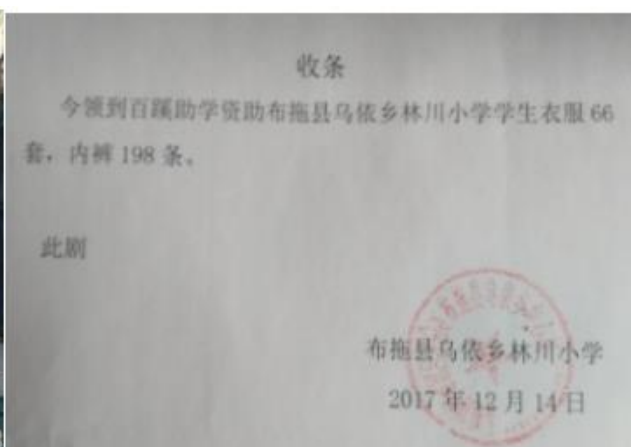 收条
今领到百蹊助学资助布拖县乌依乡林川小学学生衣服66
套，内裤198条。
此剧
布拖县乌依乡林川小学
2017年12月14日